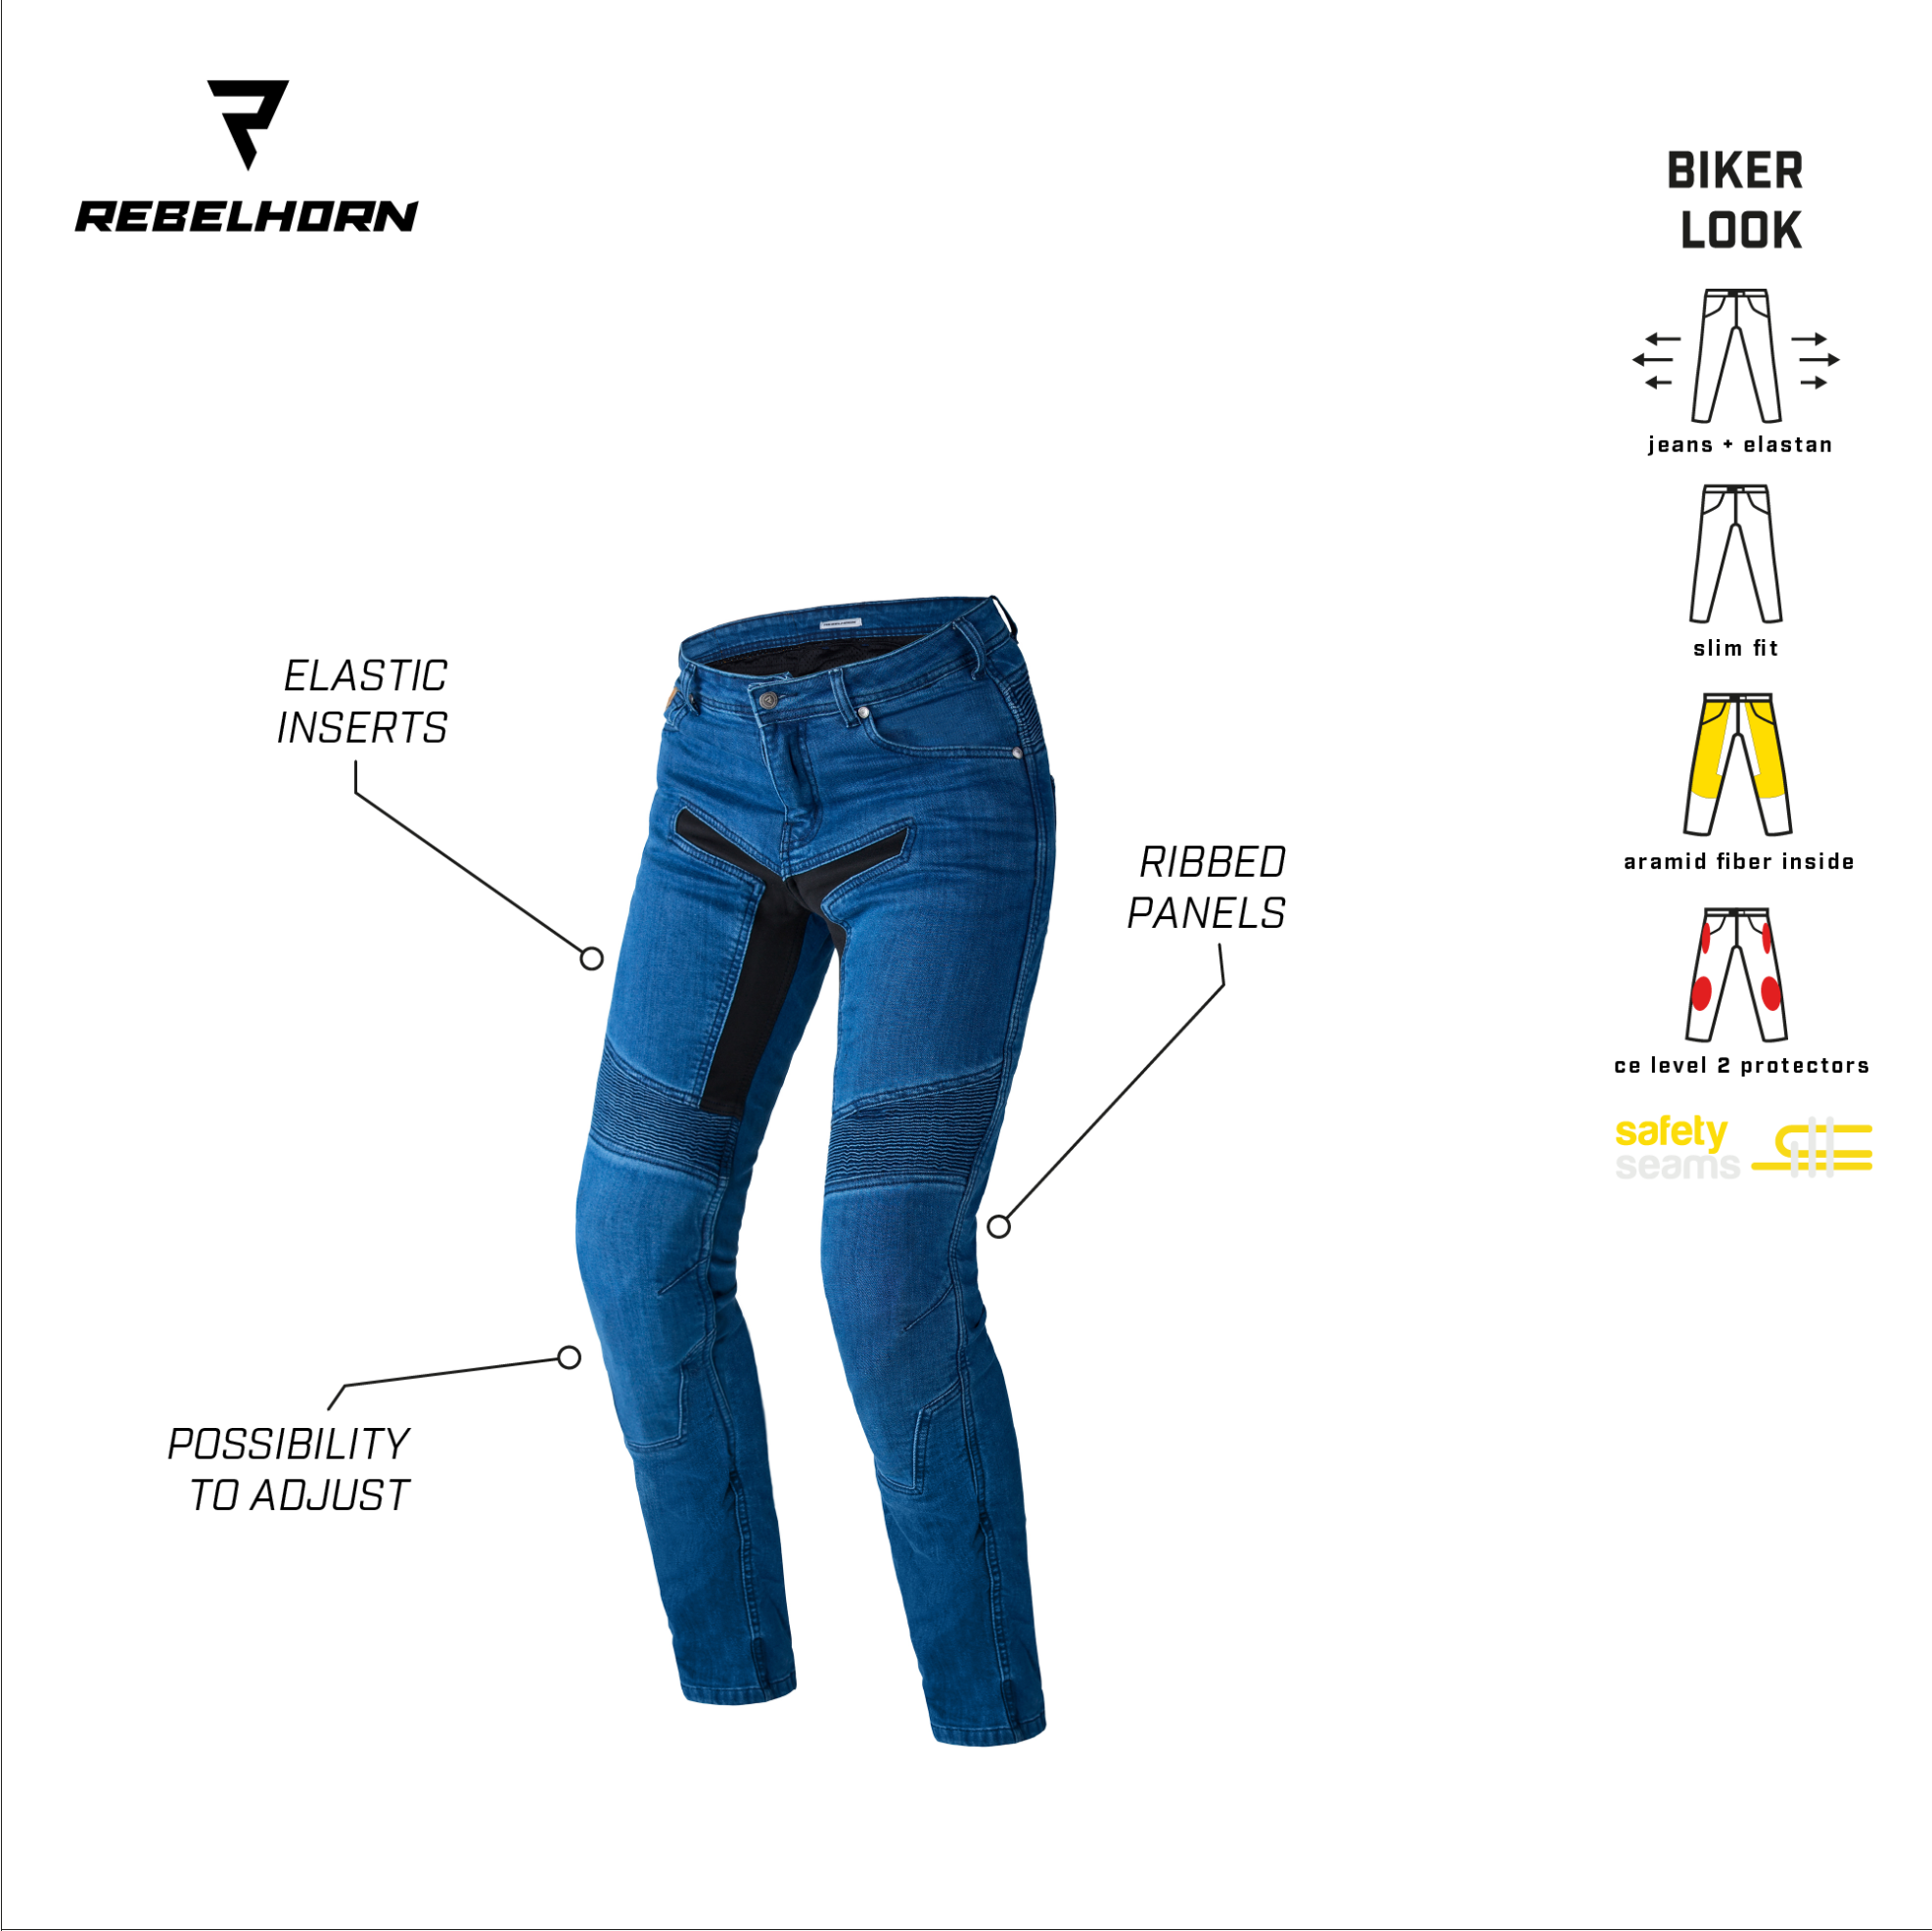 REBELHORN
BIKER
LOOK
jeans + elastan
slim fit
aramid fiber inside
ce level 2 protectors
safety
seams
ELASTIC
INSERTS
REBELHORN
RIBBED
PANELS
POSSIBILITY
TO ADJUST